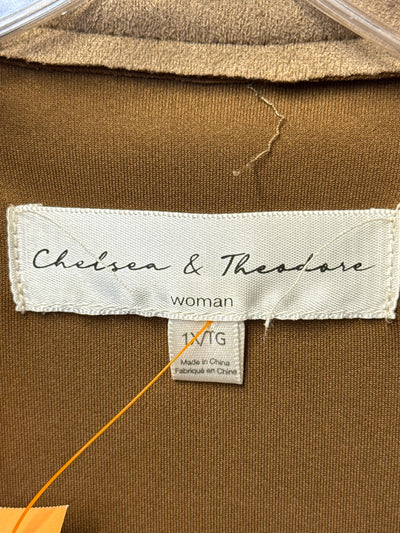 Chelsea & Theodore
woman
1X/TG
Made in China
Fabriqué en Chine